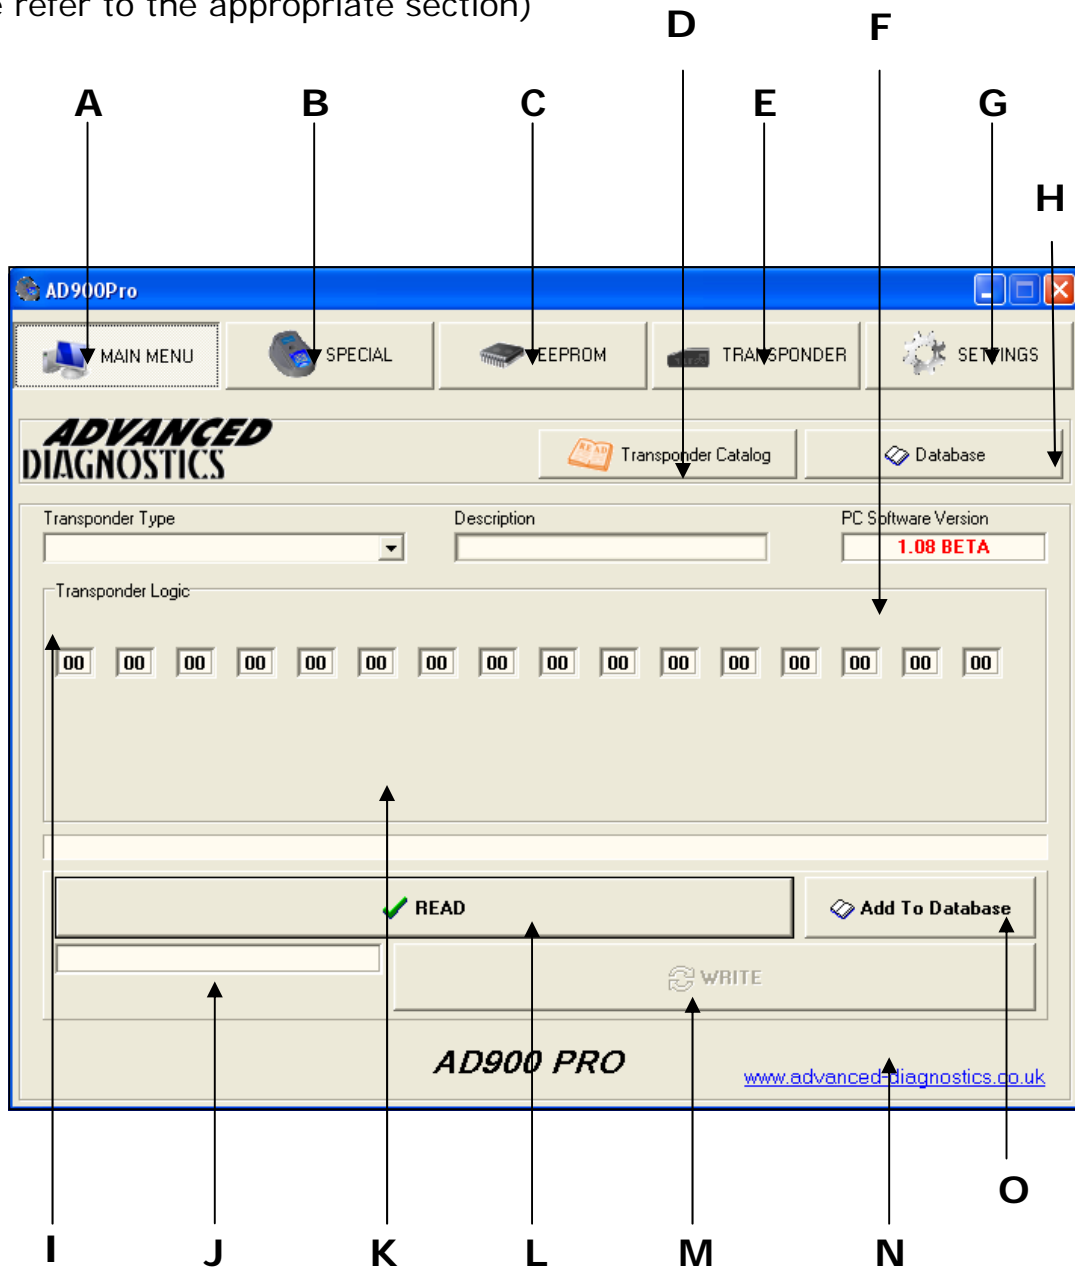 e refer to the appropriate section)
D F
A B C E G
H
AD900Pro
MAIN MENU SPECIAL EEPROM TRANSPONDER SETTINGS
ADVANCED
DIAGNOSTICS
READ
Transponder Catalog Database
Transponder Type Description PC Software Version
1.08 BETA
Transponder Logic
00 00 00 00 00 00 00 00 00 00 00 00 00 00 00 00
READ Add To Database
WRITE
AD900 PRO
www.advanced-diagnostics.co.uk
O
I J K L M N